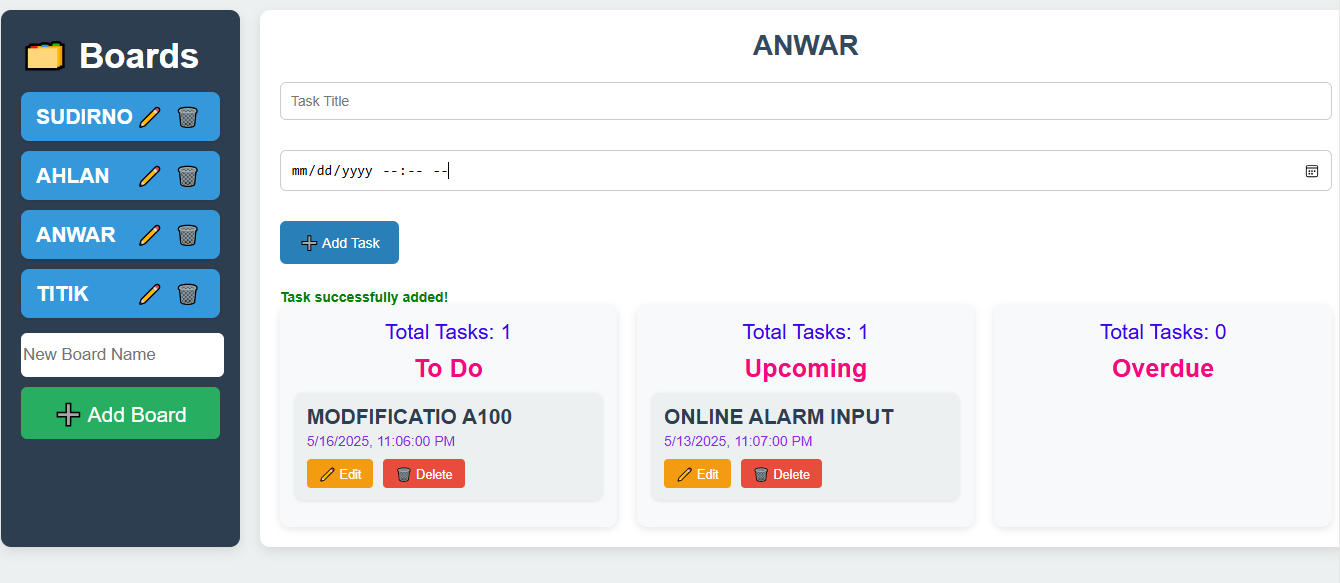 Boards
SUDIRNO
AHLAN
ANWAR
TITIK
New Board Name
Add Board
ANWAR
Task Title
mm/dd/yyyy --:-- --
Add Task
Task successfully added!
Total Tasks: 1
To Do
MODFIFICATIO A100
5/16/2025, 11:06:00 PM
Edit Delete
Total Tasks: 1
Upcoming
ONLINE ALARM INPUT
5/13/2025, 11:07:00 PM
Edit Delete
Total Tasks: 0
Overdue